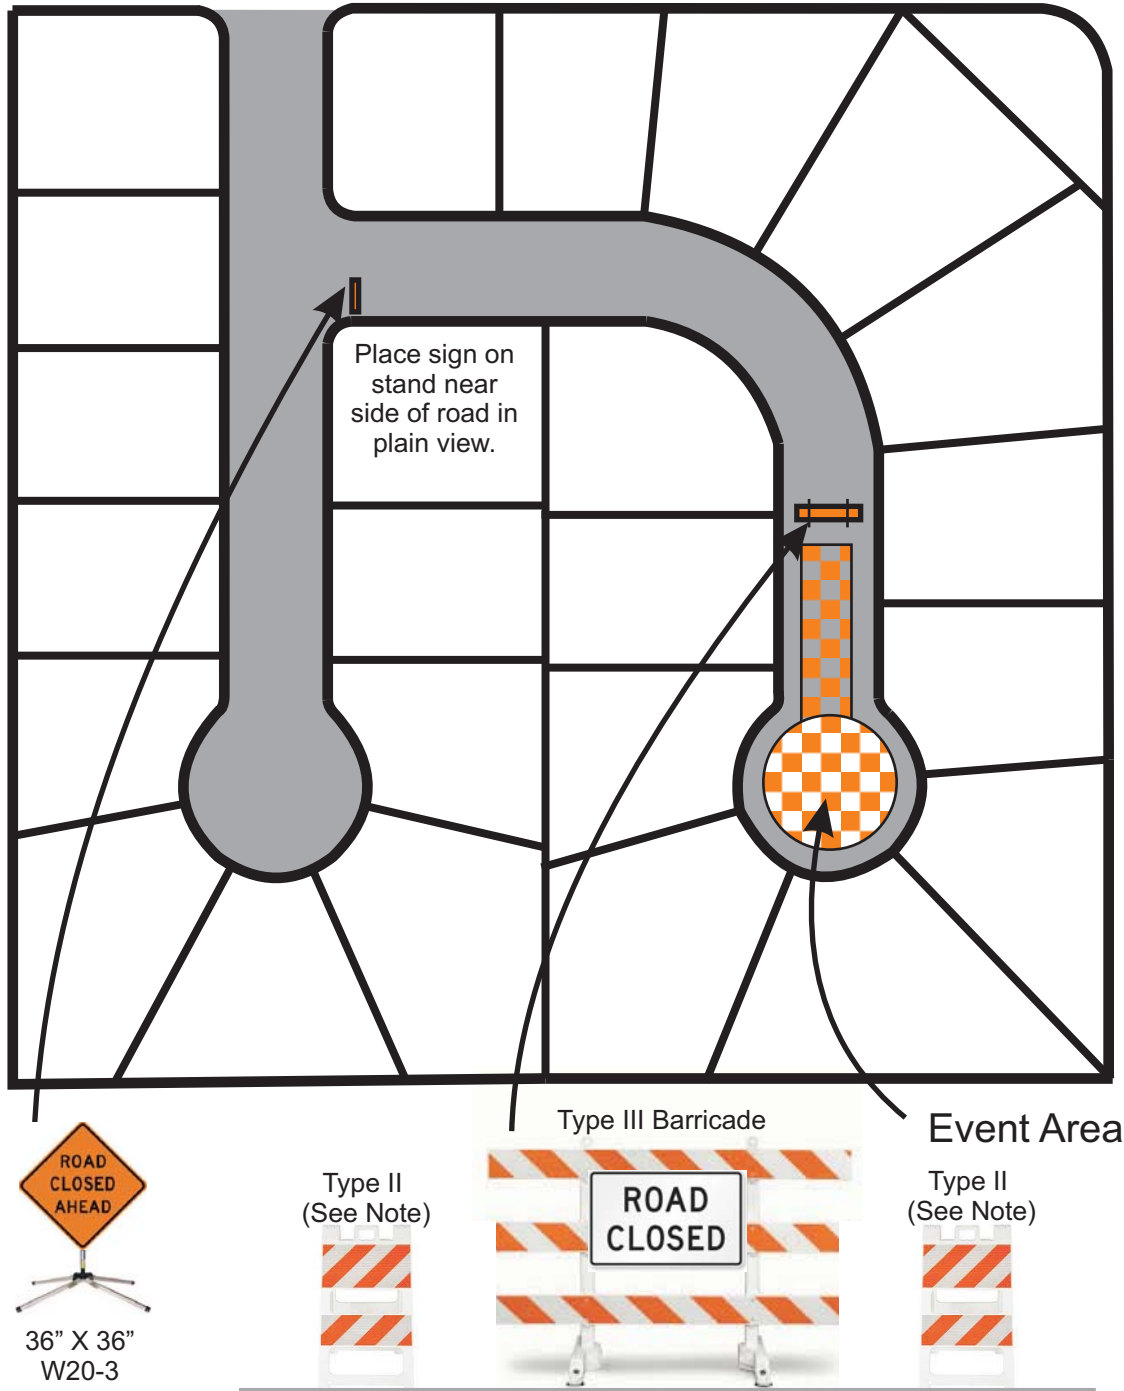 Place sign on
stand near
side of road in
plain view.
Event Area
ROAD
CLOSED
AHEAD
36” X 36”
W20-3
Type II
(See Note)
Type III Barricade
ROAD
CLOSED
Type II
(See Note)